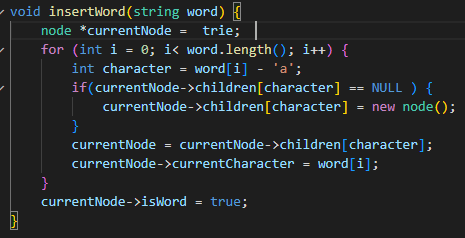 void insertWord(string word) {
    node *currentNode =  trie;
    for (int i = 0; i< word.length(); i++) {
        int character = word[i] - 'a';
        if(currentNode->children[character] == NULL ) {
            currentNode->children[character] = new node();
        }
        currentNode = currentNode->children[character];
        currentNode->currentCharacter = word[i];
    }
    currentNode->isWord = true;
}